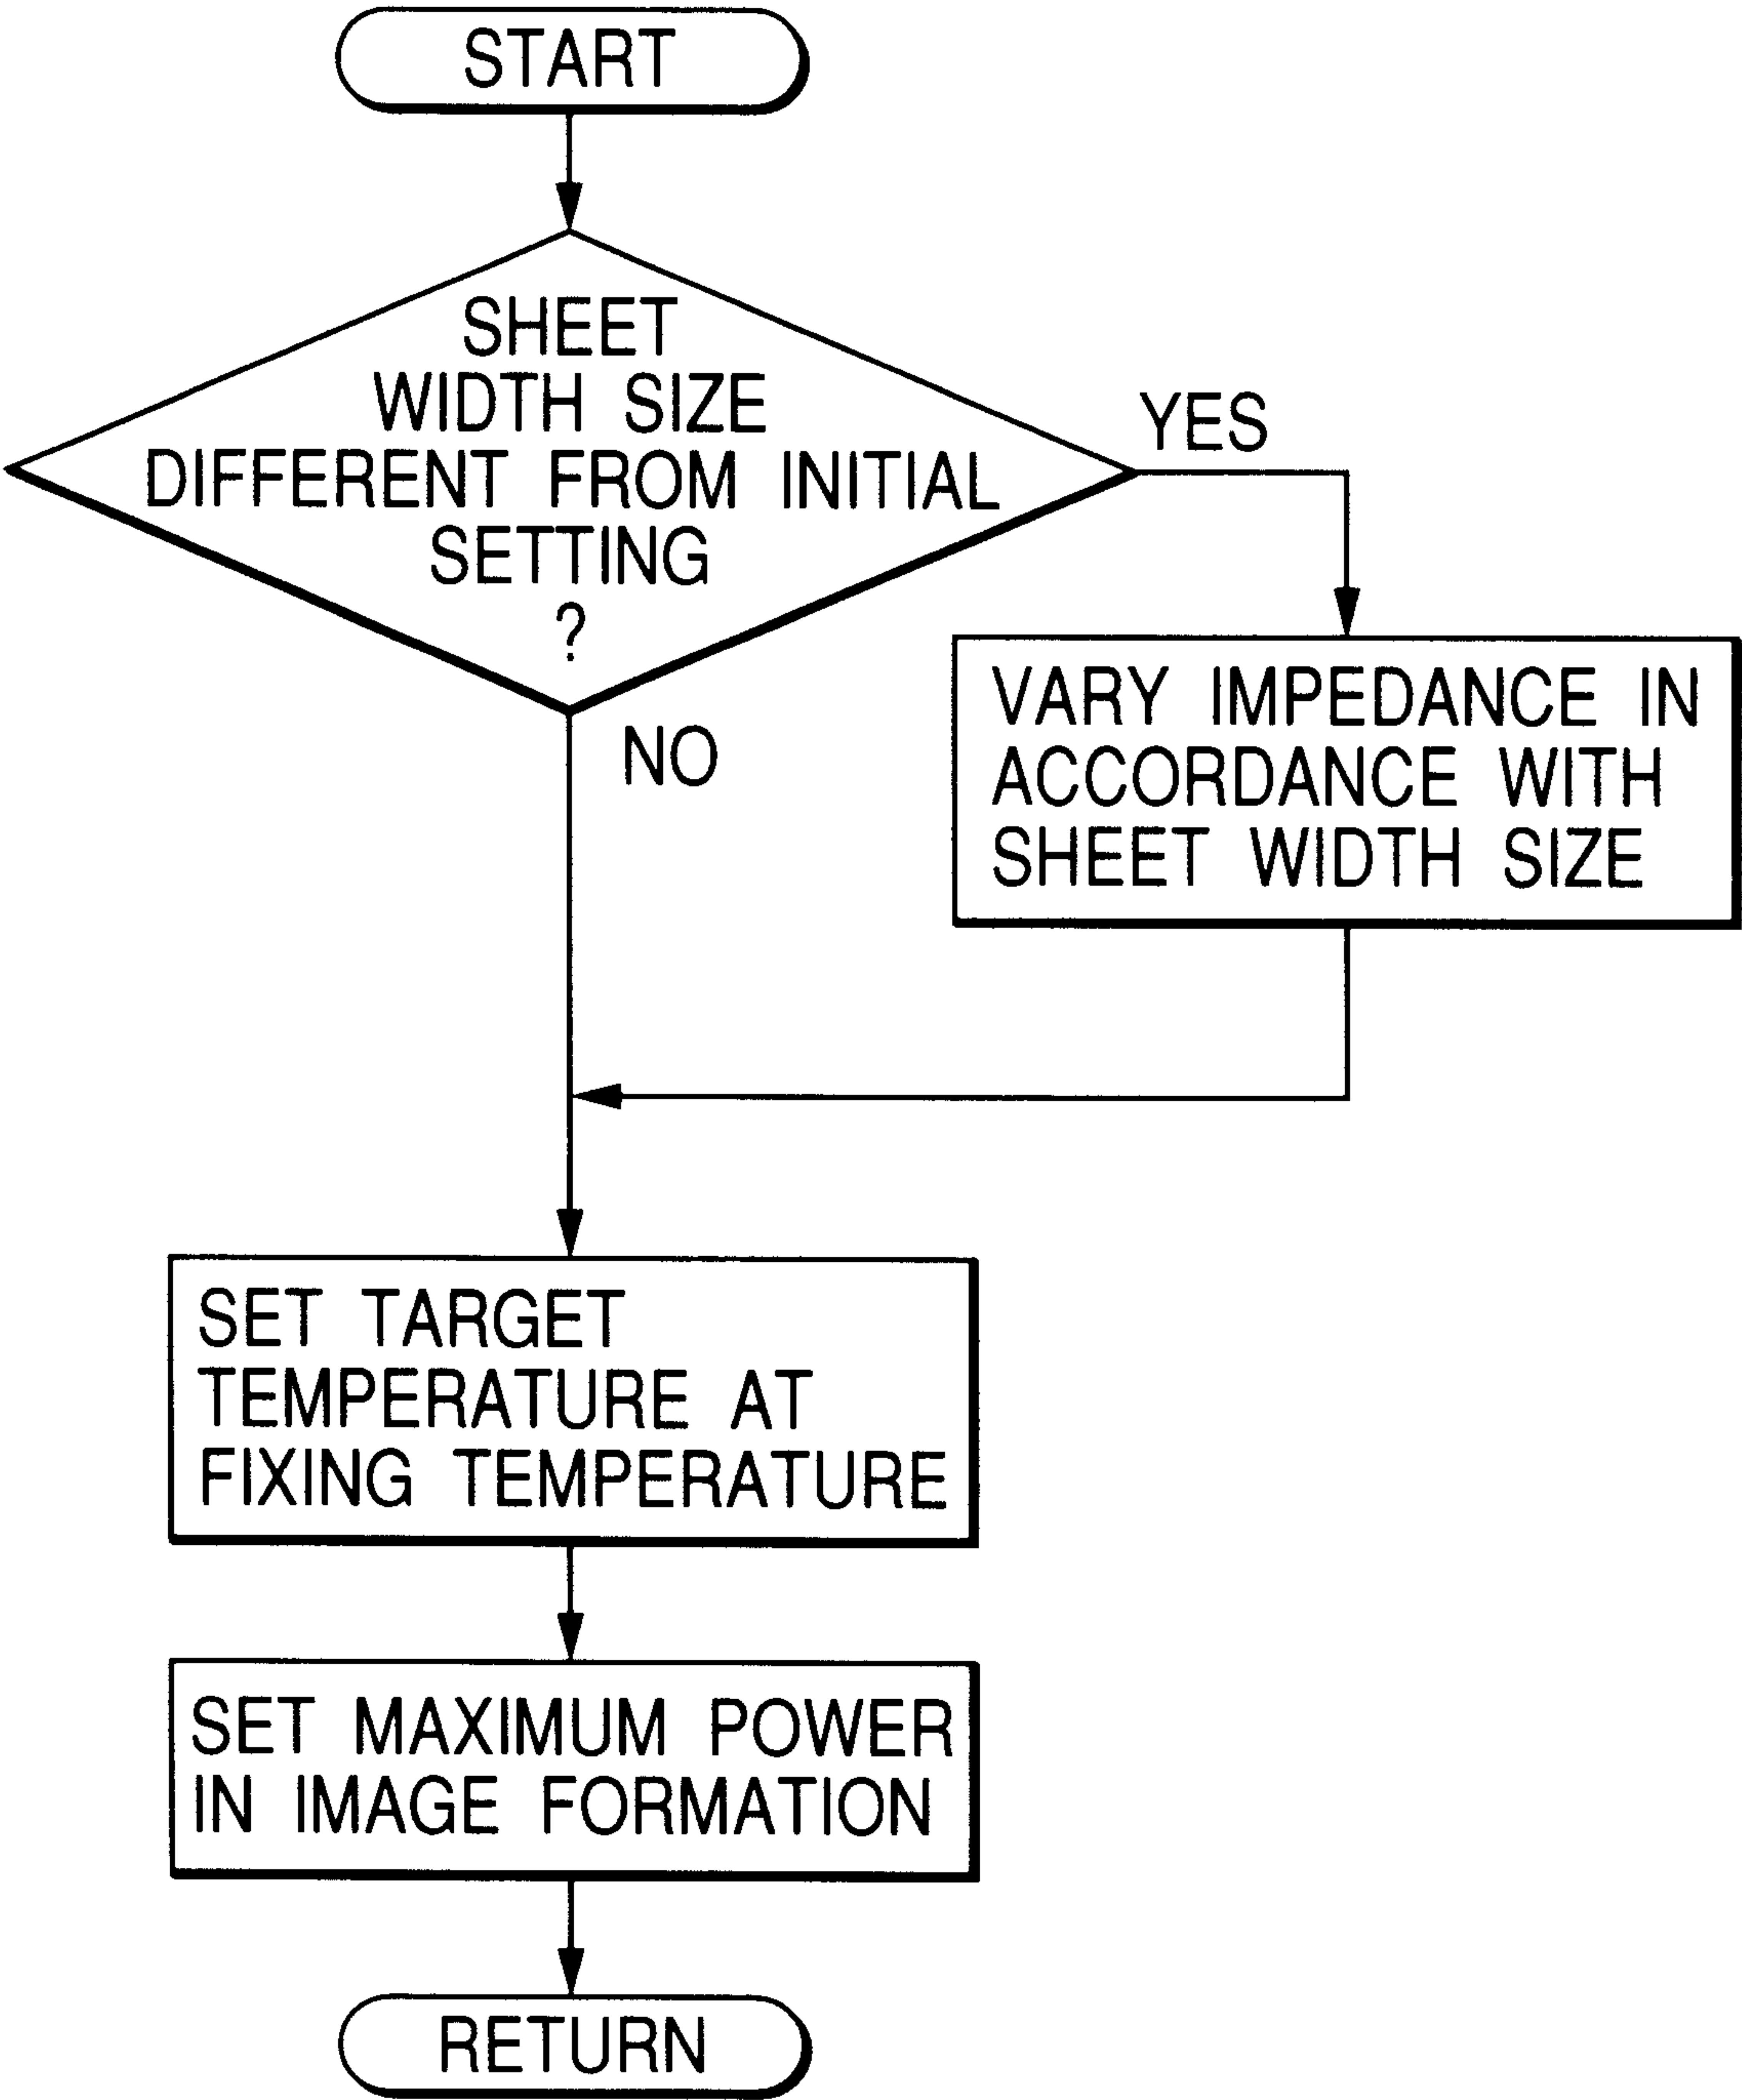 START
SHEET
WIDTH SIZE
DIFFERENT FROM INITIAL
SETTING
?
YES
NO
VARY IMPEDANCE IN
ACCORDANCE WITH
SHEET WIDTH SIZE
SET TARGET
TEMPERATURE AT
FIXING TEMPERATURE
SET MAXIMUM POWER
IN IMAGE FORMATION
RETURN